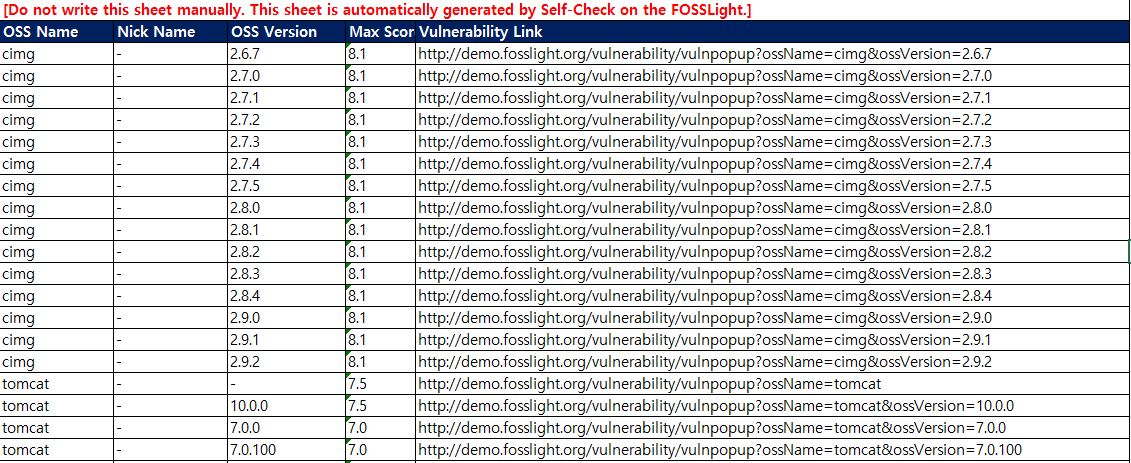 [Do not write this sheet manually. This sheet is automatically generated by Self-Check on the FOSSLight.]
OSS Name Nick Name OSS Version Max Scor Vulnerability Link
cimg - 2.6.7 8.1 http://demo.fosslight.org/vulnerability/vulnpopup?ossName=cimg&ossVersion=2.6.7
cimg - 2.7.0 8.1 http://demo.fosslight.org/vulnerability/vulnpopup?ossName=cimg&ossVersion=2.7.0
cimg - 2.7.1 8.1 http://demo.fosslight.org/vulnerability/vulnpopup?ossName=cimg&ossVersion=2.7.1
cimg - 2.7.2 8.1 http://demo.fosslight.org/vulnerability/vulnpopup?ossName=cimg&ossVersion=2.7.2
cimg - 2.7.3 8.1 http://demo.fosslight.org/vulnerability/vulnpopup?ossName=cimg&ossVersion=2.7.3
cimg - 2.7.4 8.1 http://demo.fosslight.org/vulnerability/vulnpopup?ossName=cimg&ossVersion=2.7.4
cimg - 2.7.5 8.1 http://demo.fosslight.org/vulnerability/vulnpopup?ossName=cimg&ossVersion=2.7.5
cimg - 2.8.0 8.1 http://demo.fosslight.org/vulnerability/vulnpopup?ossName=cimg&ossVersion=2.8.0
cimg - 2.8.1 8.1 http://demo.fosslight.org/vulnerability/vulnpopup?ossName=cimg&ossVersion=2.8.1
cimg - 2.8.2 8.1 http://demo.fosslight.org/vulnerability/vulnpopup?ossName=cimg&ossVersion=2.8.2
cimg - 2.8.3 8.1 http://demo.fosslight.org/vulnerability/vulnpopup?ossName=cimg&ossVersion=2.8.3
cimg - 2.8.4 8.1 http://demo.fosslight.org/vulnerability/vulnpopup?ossName=cimg&ossVersion=2.8.4
cimg - 2.9.0 8.1 http://demo.fosslight.org/vulnerability/vulnpopup?ossName=cimg&ossVersion=2.9.0
cimg - 2.9.1 8.1 http://demo.fosslight.org/vulnerability/vulnpopup?ossName=cimg&ossVersion=2.9.1
cimg - 2.9.2 8.1 http://demo.fosslight.org/vulnerability/vulnpopup?ossName=cimg&ossVersion=2.9.2
tomcat - - 7.5 http://demo.fosslight.org/vulnerability/vulnpopup?ossName=tomcat
tomcat - 10.0.0 7.5 http://demo.fosslight.org/vulnerability/vulnpopup?ossName=tomcat&ossVersion=10.0.0
tomcat - 7.0.0 7.0 http://demo.fosslight.org/vulnerability/vulnpopup?ossName=tomcat&ossVersion=7.0.0
tomcat - 7.0.100 7.0 http://demo.fosslight.org/vulnerability/vulnpopup?ossName=tomcat&ossVersion=7.0.100